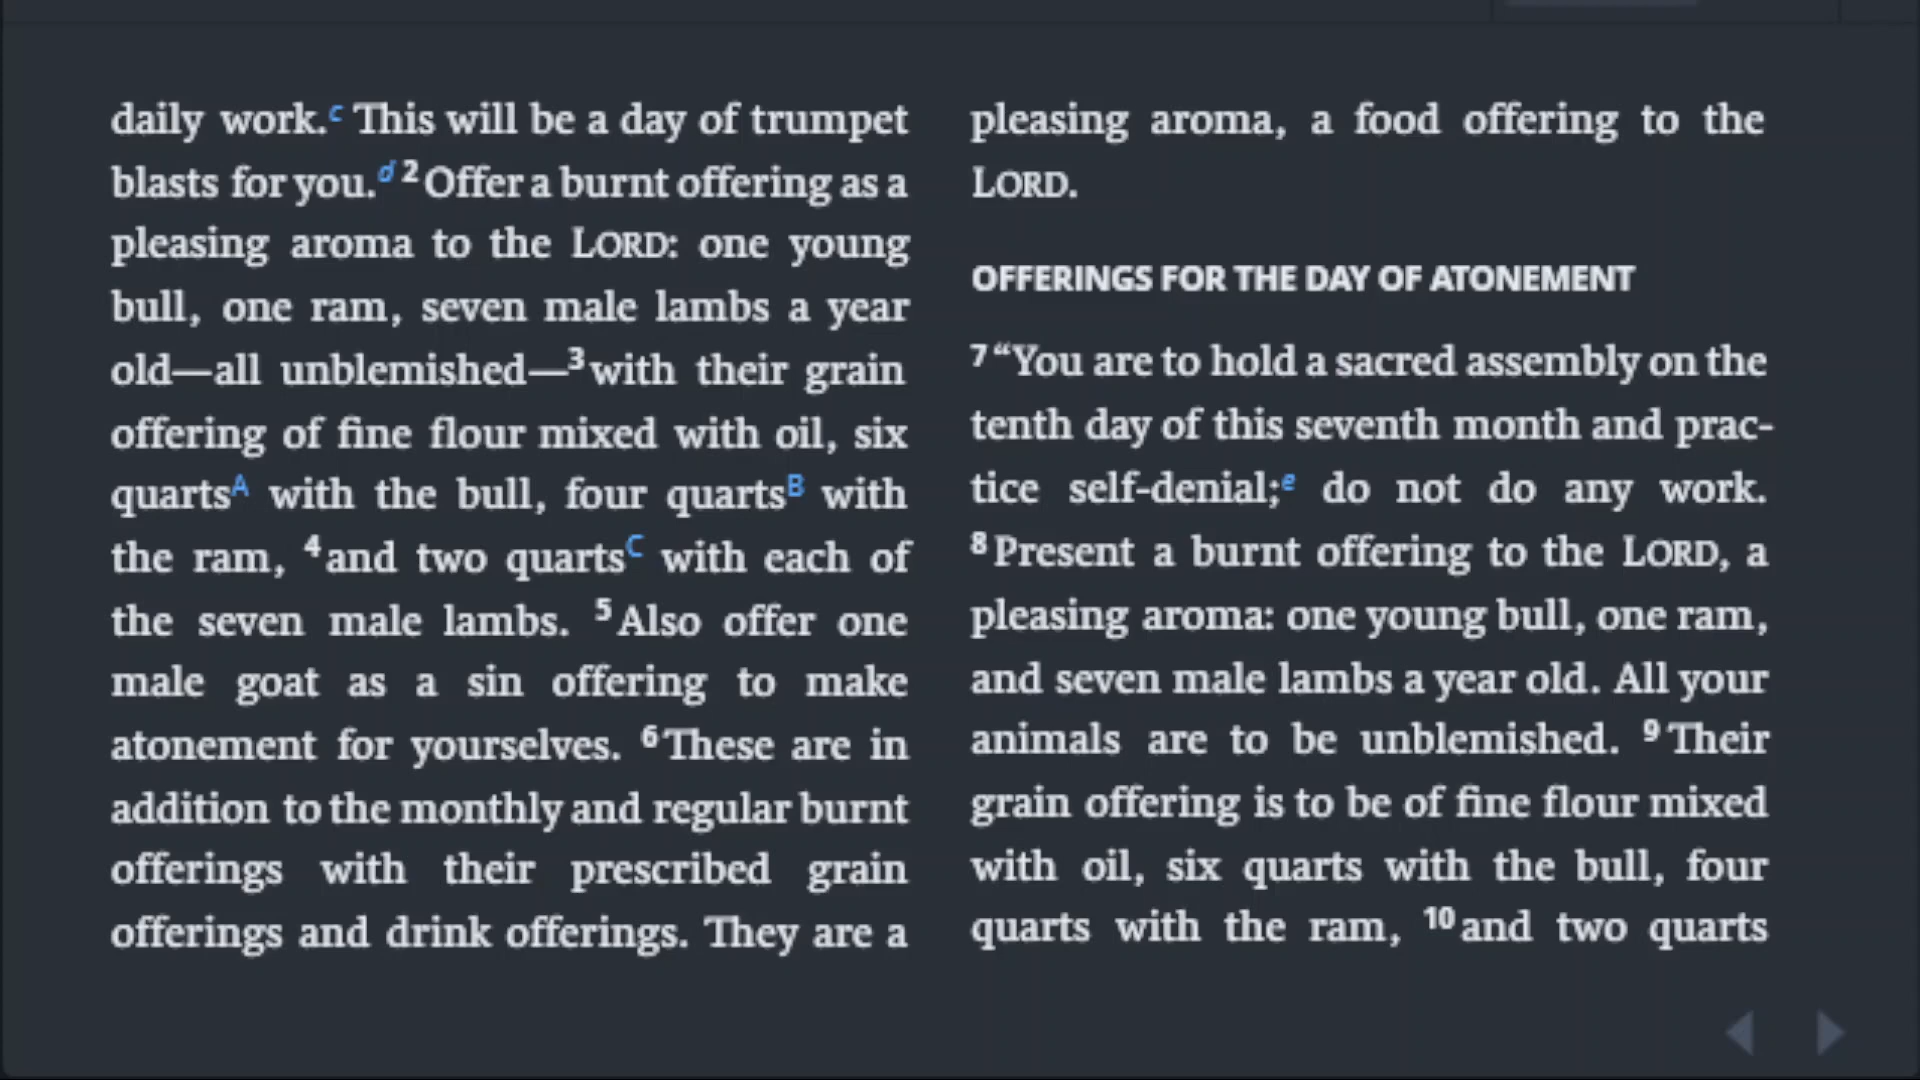 daily work.c This will be a day of trumpet
blasts for you.d 2 Offer a burnt offering as a
pleasing aroma to the LORD: one young
bull, one ram, seven male lambs a year
old—all unblemished—3 with their grain
offering of fine flour mixed with oil, six
quartsA with the bull, four quartsB with
the ram, 4 and two quartsC with each of
the seven male lambs. 5 Also offer one
male goat as a sin offering to make
atonement for yourselves. 6 These are in
addition to the monthly and regular burnt
offerings with their prescribed grain
offerings and drink offerings. They are a
pleasing aroma, a food offering to the
LORD.
OFFERINGS FOR THE DAY OF ATONEMENT
7 “You are to hold a sacred assembly on the
tenth day of this seventh month and prac-
tice self-denial;e do not do any work.
8 Present a burnt offering to the LORD, a
pleasing aroma: one young bull, one ram,
and seven male lambs a year old. All your
animals are to be unblemished. 9 Their
grain offering is to be of fine flour mixed
with oil, six quarts with the bull, four
quarts with the ram, 10 and two quarts